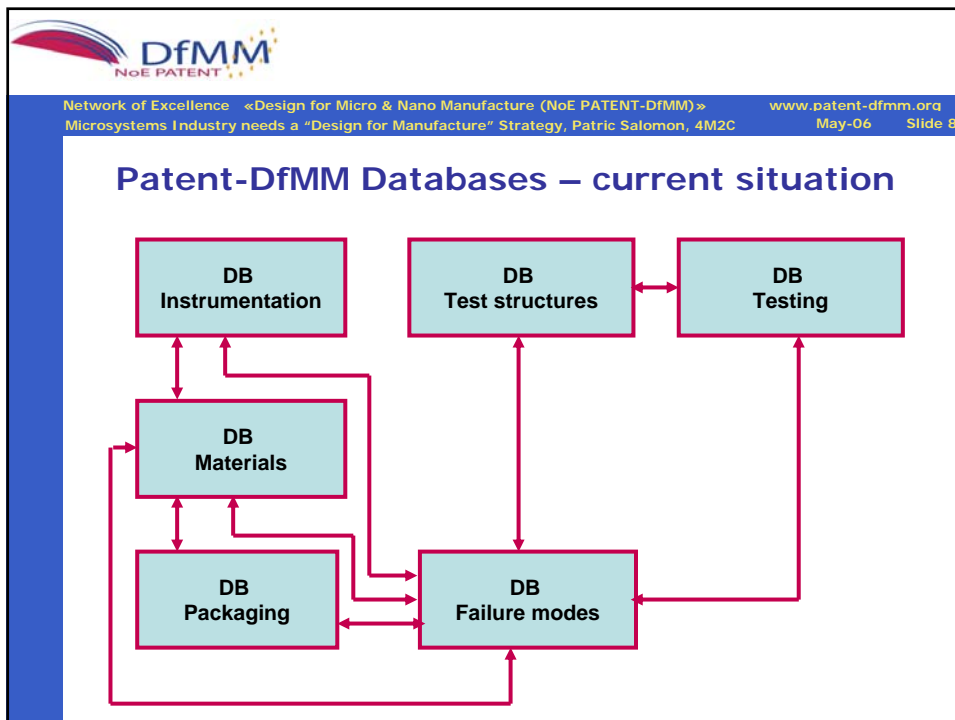 DfMM
NoE PATENT
Network of Excellence «Design for Micro & Nano Manufacture (NoE PATENT-DfMM)» www.patent-dfmm.org
Microsystems Industry needs a “Design for Manufacture” Strategy, Patric Salomon, 4M2C May-06 Slide 8
Patent-DfMM Databases – current situation
DB
Instrumentation
DB
Test structures
DB
Testing
DB
Materials
DB
Packaging
DB
Failure modes